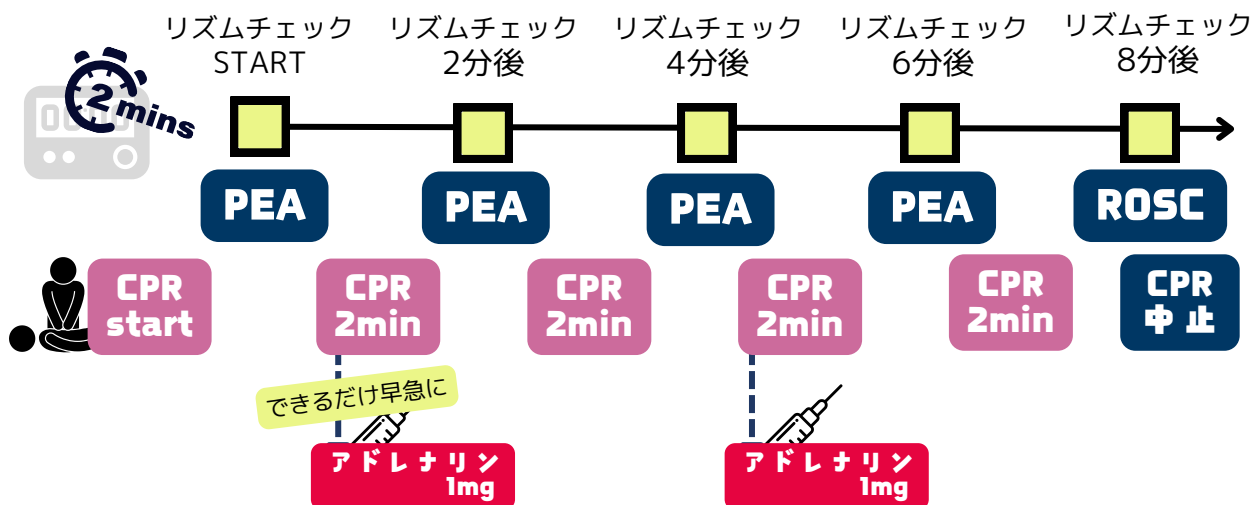 リズムチェック
START
リズムチェック
2分後
リズムチェック
4分後
リズムチェック
6分後
リズムチェック
8分後
2mins
PEA
PEA
PEA
PEA
ROSC
CPR
start
CPR
2min
CPR
2min
CPR
2min
CPR
2min
CPR
中止
できるだけ早急に
アドレナリン
1mg
アドレナリン
1mg